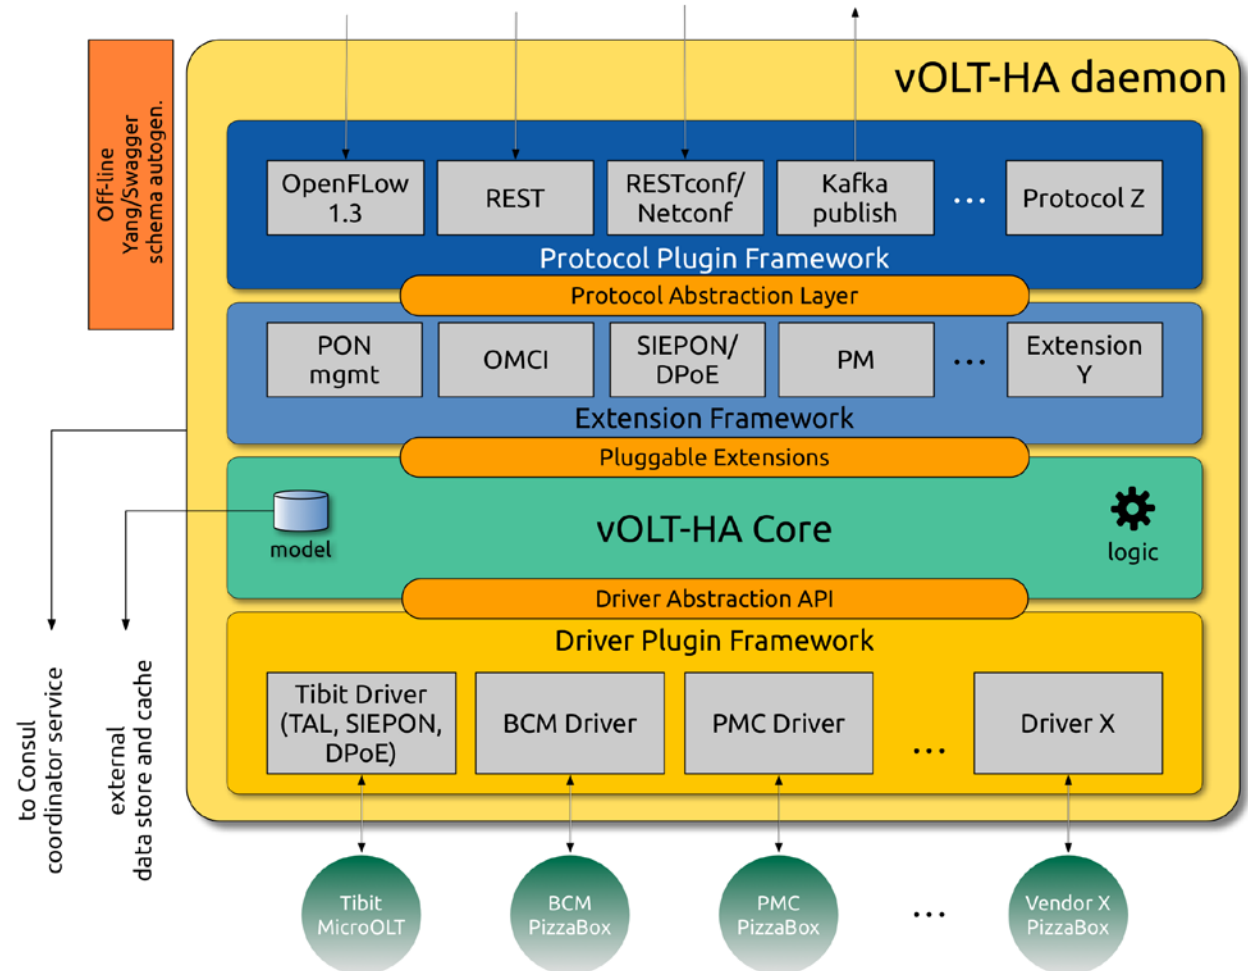 vOLT-HA daemon
Off-line
Yang/Swagger
schema autogen.
OpenFLow
1.3
REST
RESTconf/
Netconf
Kafka
publish
...
Protocol Z
Protocol Plugin Framework
Protocol Abstraction Layer
PON
mgmt
OMCI
SIEPON/
DPoE
PM
...
Extension
Y
Extension Framework
Pluggable Extensions
model
vOLT-HA Core
logic
Driver Abstraction API
Driver Plugin Framework
Tibit Driver
(TAL, SIEPON,
DPoE)
BCM Driver
PMC Driver
...
Driver X
to Consul
coordinator service
external
data store and cache
Tibit
MicroOLT
BCM
PizzaBox
PMC
PizzaBox
...
Vendor X
PizzaBox